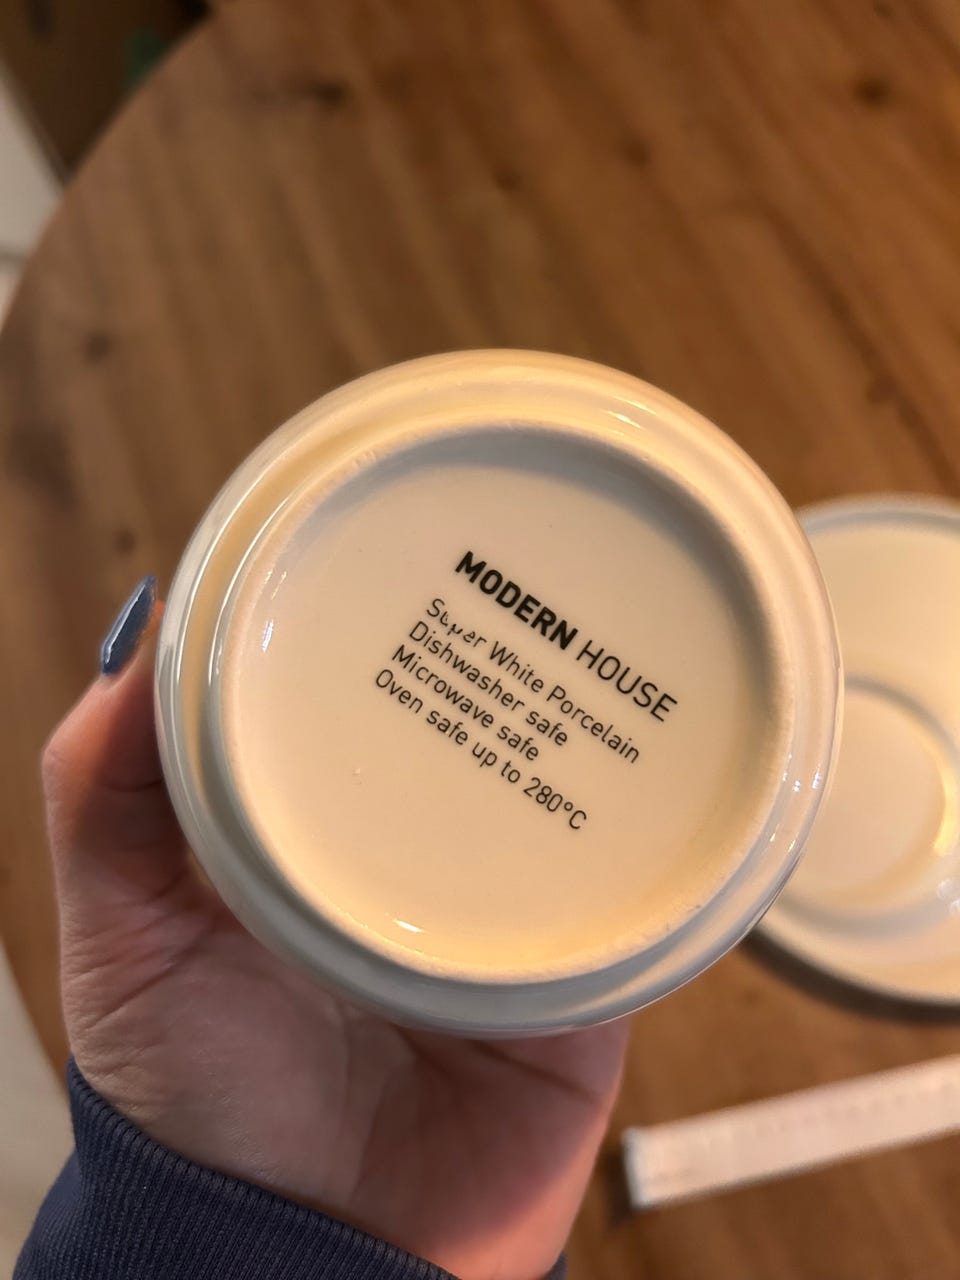 MODERN HOUSE
Super White Porcelain
Dishwasher safe
Microwave safe
Oven safe up to 280°C